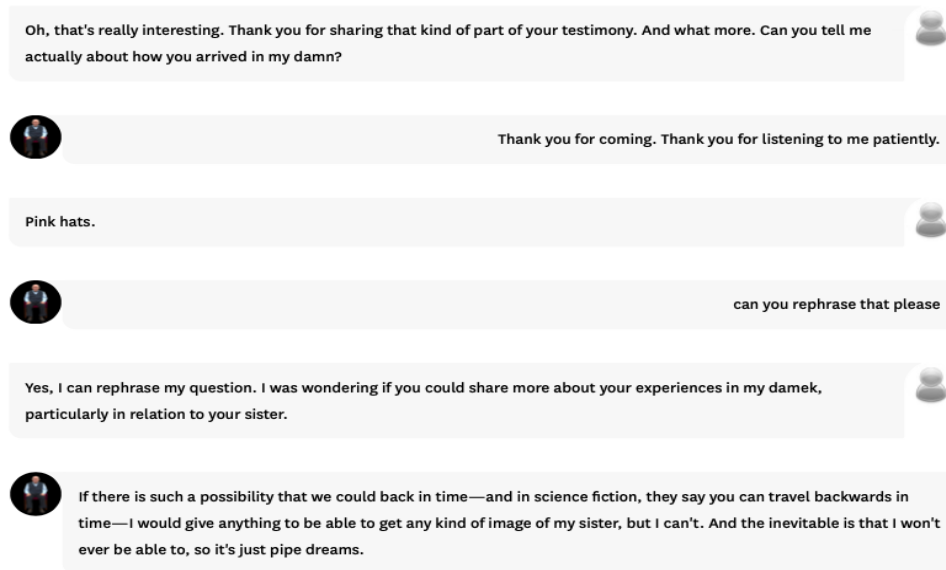 Oh, that's really interesting. Thank you for sharing that kind of part of your testimony. And what more. Can you tell me
actually about how you arrived in my damn?
Thank you for coming. Thank you for listening to me patiently.
Pink hats.
can you rephrase that please
Yes, I can rephrase my question. I was wondering if you could share more about your experiences in my damek,
particularly in relation to your sister.
If there is such a possibility that we could back in time—and in science fiction, they say you can travel backwards in
time—I would give anything to be able to get any kind of image of my sister, but I can't. And the inevitable is that I won't
ever be able to, so it's just pipe dreams.